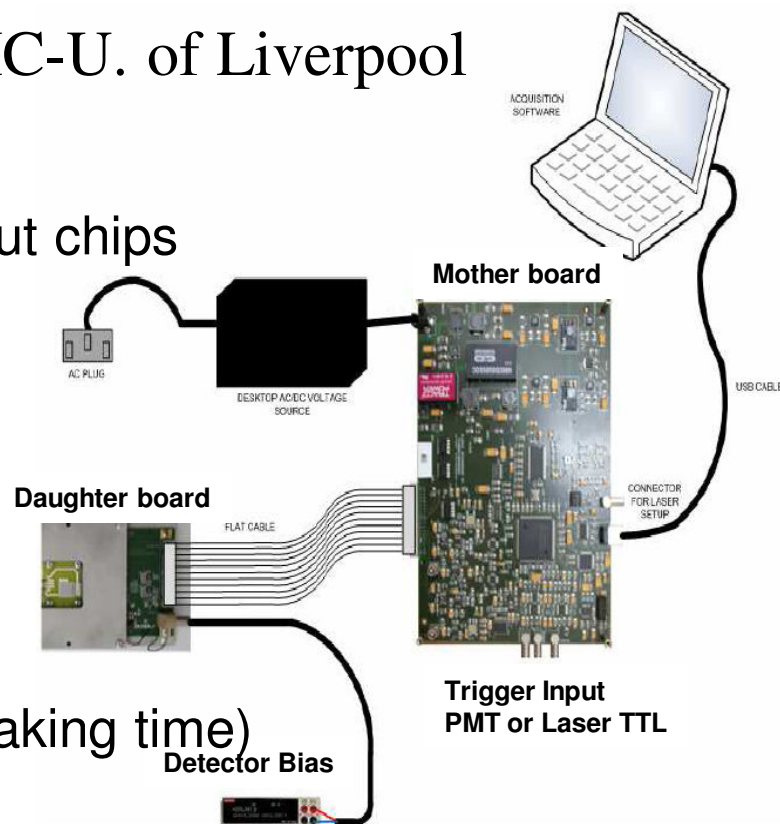 C-U. of Liverpool
ACQUISITION
SOFTWARE
ut chips
Mother board
AC PLUG
DESKTOP AC/DC VOLTAGE
SOURCE
USB CABLE
Daughter board
FLAT CABLE
CONNECTOR
FOR LASER
SETUP
Trigger Input
PMT or Laser TTL
aking time)
Detector Bias